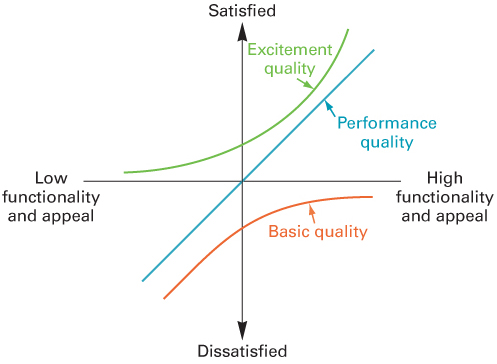 Satisfied
Excitement
quality
Performance
quality
Low
functionality
and appeal
High
functionality
and appeal
Basic quality
Dissatisfied